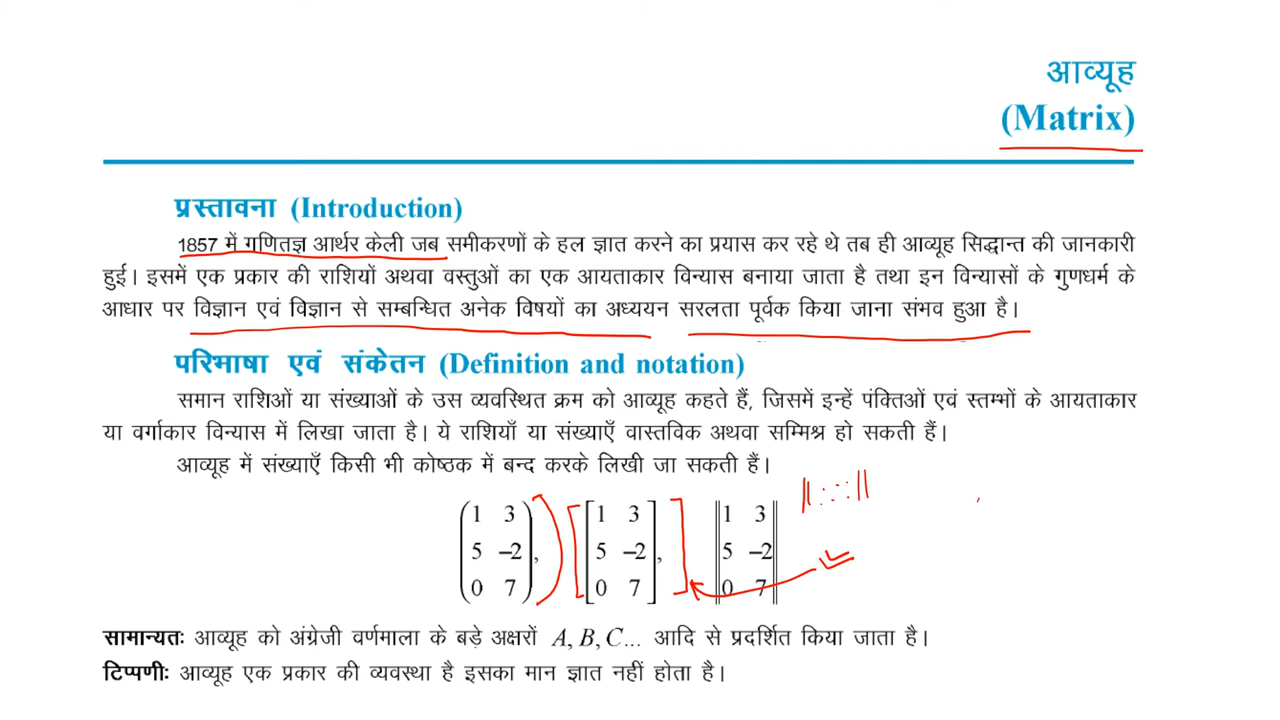 आव्यूह
(Matrix)
प्रस्तावना (Introduction)
1857 में गणितज्ञ आर्थर केली जब समीकरणों के हल ज्ञात करने का प्रयास कर रहे थे तब ही आव्यूह सिद्धान्त की जानकारी
हुई। इसमें एक प्रकार की राशियों अथवा वस्तुओं का एक आयताकार विन्यास बनाया जाता है तथा इन विन्यासों के गुणधर्म के
आधार पर विज्ञान एवं विज्ञान से सम्बन्धित अनेक विषयों का अध्ययन सरलता पूर्वक किया जाना संभव हुआ है।
परिभाषा एवं संकेतन (Definition and notation)
समान राशिओं या संख्याओं के उस व्यवस्थित क्रम को आव्यूह कहते हैं, जिसमें इन्हें पंक्तिओं एवं स्तम्भों के आयताकार
या वर्गाकार विन्यास में लिखा जाता है। ये राशियाँ या संख्याएँ वास्तविक अथवा सम्मिश्र हो सकती हैं।
आव्यूह में संख्याएँ किसी भी कोष्ठक में बन्द करके लिखी जा सकती हैं।
1 3 1 3 1 3
5 -2 , 5 -2 , 5 -2
0 7 0 7 0 7
सामान्यतः आव्यूह को अंग्रेजी वर्णमाला के बड़े अक्षरों A, B, C... आदि से प्रदर्शित किया जाता है।
टिप्पणीः आव्यूह एक प्रकार की व्यवस्था है इसका मान ज्ञात नहीं होता है।